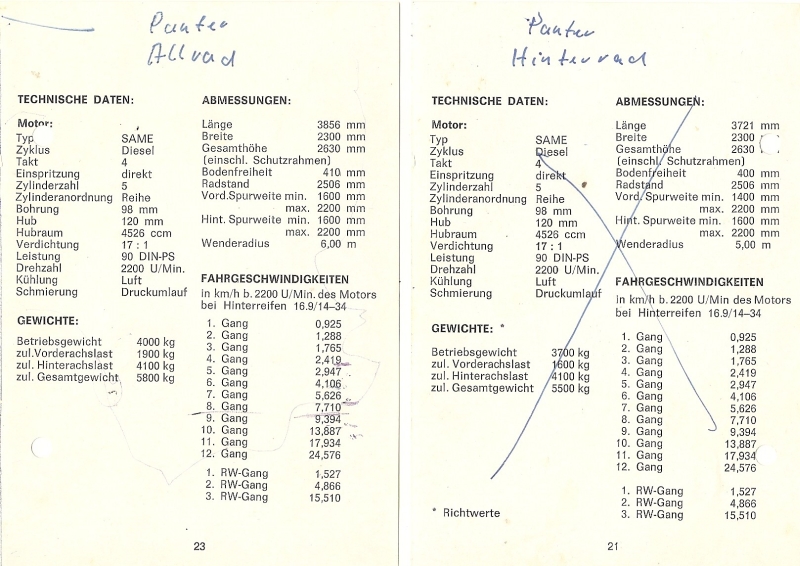 Panter
Allrad
TECHNISCHE DATEN:
Motor:
Typ SAME
Zyklus Diesel
Takt 4
Einspritzung direkt
Zylinderzahl 5
Zylinderanordnung Reihe
Bohrung 98 mm
Hub 120 mm
Hubraum 4526 ccm
Verdichtung 17 : 1
Leistung 90 DIN-PS
Drehzahl 2200 U/Min.
Kühlung Luft
Schmierung Druckumlauf
GEWICHTE:
Betriebsgewicht 4000 kg
zul.Vorderachslast 1900 kg
zul. Hinterachslast 4100 kg
zul. Gesamtgewicht 5800 kg
ABMESSUNGEN:
Länge 3856 mm
Breite 2300 mm
Gesamthöhe 2630 mm
(einschl. Schutzrahmen)
Bodenfreiheit 410 mm
Radstand 2506 mm
Vord.Spurweite min. 1600 mm
max. 2200 mm
Hint. Spurweite min. 1600 mm
max. 2200 mm
Wenderadius 6,00 m
FAHRGESCHWINDIGKEITEN
in km/h b. 2200 U/Min. des Motors
bei Hinterreifen 16.9/14–34
1. Gang 0,925
2. Gang 1,288
3. Gang 1,765
4. Gang 2,419
5. Gang 2,947
6. Gang 4,106
7. Gang 5,626
8. Gang 7,710
9. Gang 9,394
10. Gang 13,887
11. Gang 17,934
12. Gang 24,576
1. RW-Gang 1,527
2. RW-Gang 4,866
3. RW-Gang 15,510
23
Panter
Hinterrad
TECHNISCHE DATEN:
Motor:
Typ SAME
Zyklus Diesel
Takt 4
Einspritzung direkt
Zylinderzahl 5
Zylinderanordnung Reihe
Bohrung 98 mm
Hub 120 mm
Hubraum 4526 ccm
Verdichtung 17 : 1
Leistung 90 DIN-PS
Drehzahl 2200 U/Min.
Kühlung Luft
Schmierung Druckumlauf
GEWICHTE: *
Betriebsgewicht 3700 kg
zul. Vorderachslast 1600 kg
zul. Hinterachslast 4100 kg
zul. Gesamtgewicht 5500 kg
* Richtwerte
ABMESSUNGEN:
Länge 3721 mm
Breite 2300 mm
Gesamthöhe 2630
(einschl. Schutzrahmen)
Bodenfreiheit 400 mm
Radstand 2506 mm
Vord. Spurweite min. 1400 mm
max. 2200 mm
Hint. Spurweite min. 1600 mm
max. 2200 mm
Wenderadius 5,00 m
FAHRGESCHWINDIGKEITEN
in km/h b. 2200 U/Min des Motors
bei Hinterreifen 16.9/14–34
1. Gang 0,925
2. Gang 1,288
3. Gang 1,765
4. Gang 2,419
5. Gang 2,947
6. Gang 4,106
7. Gang 5,626
8. Gang 7,710
9. Gang 9,394
10. Gang 13,887
11. Gang 17,934
12. Gang 24,576
1. RW-Gang 1,527
2. RW-Gang 4,866
3. RW-Gang 15,510
21